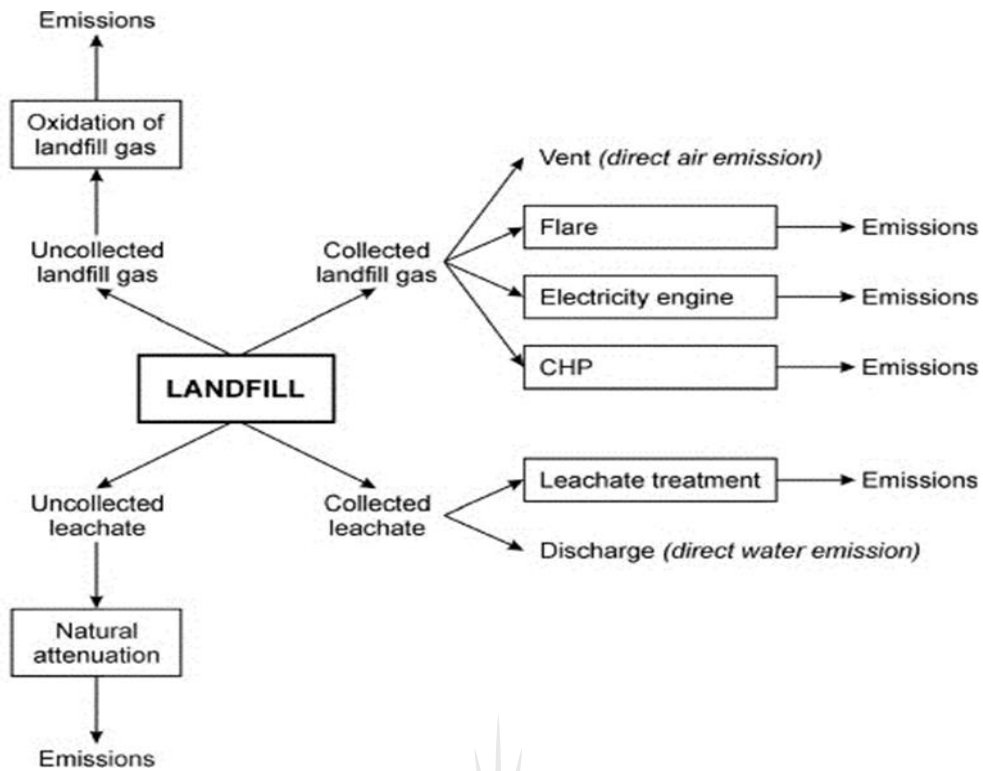 Emissions
Oxidation of
landfill gas
Uncollected
landfill gas
Collected
landfill gas
Vent (direct air emission)
Flare
Emissions
Electricity engine
Emissions
CHP
Emissions
LANDFILL
Uncollected
leachate
Collected
leachate
Leachate treatment
Emissions
Discharge (direct water emission)
Natural
attenuation
Emissions